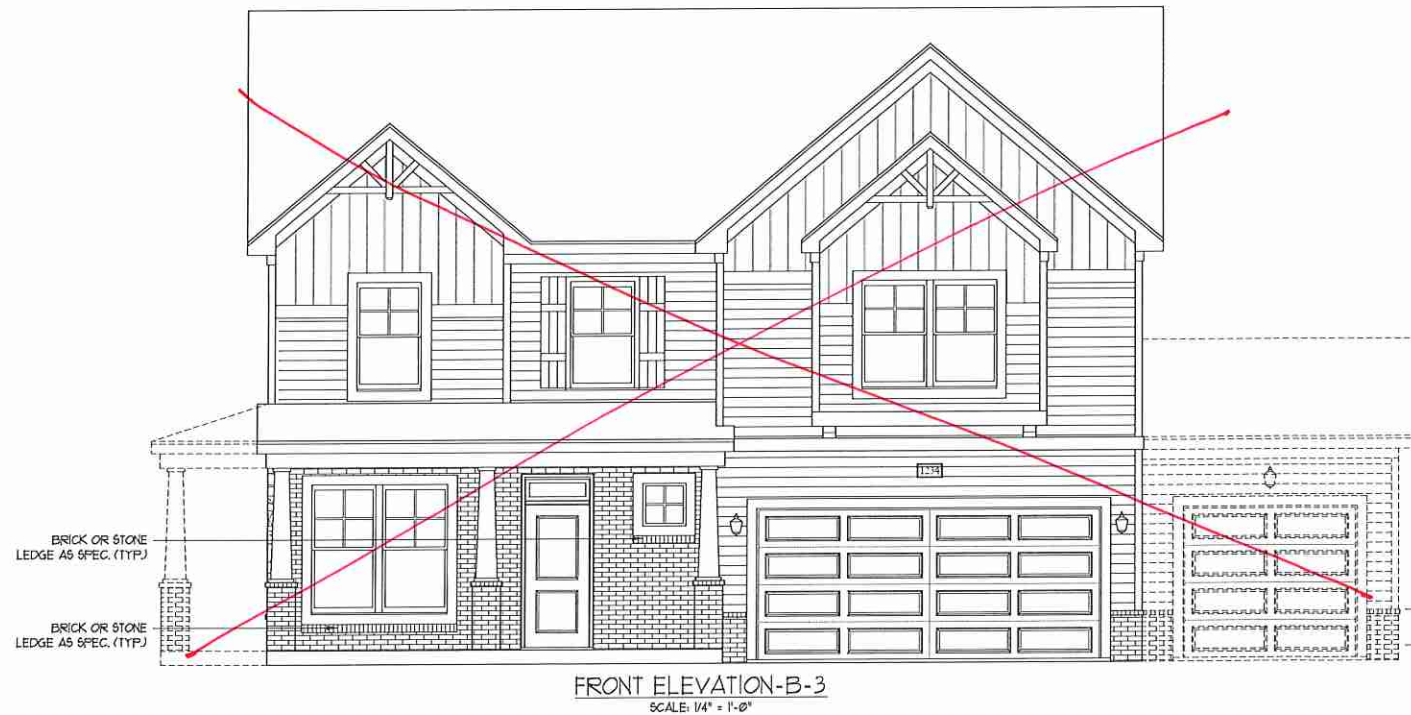 1234
BRICK OR STONE
LEDGE AS SPEC. (TYP.)
BRICK OR STONE
LEDGE AS SPEC. (TYP.)
FRONT ELEVATION-B-3
SCALE: 1/4" = 1'-0"